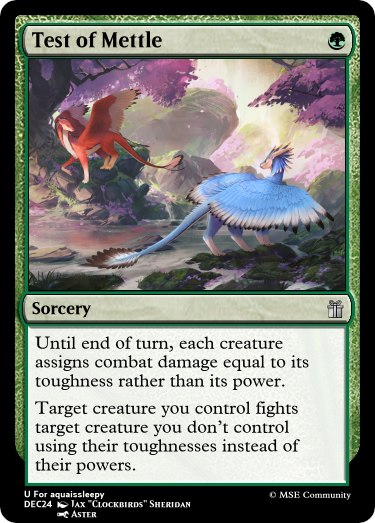 Test of Mettle
Sorcery
Until end of turn, each creature
assigns combat damage equal to its
toughness rather than its power.
Target creature you control fights
target creature you don't control
using their toughnesses instead of
their powers.
U For aquaissleepy
DEC24 Jax "Clockbirds" Sheridan
Aster
© MSE Community